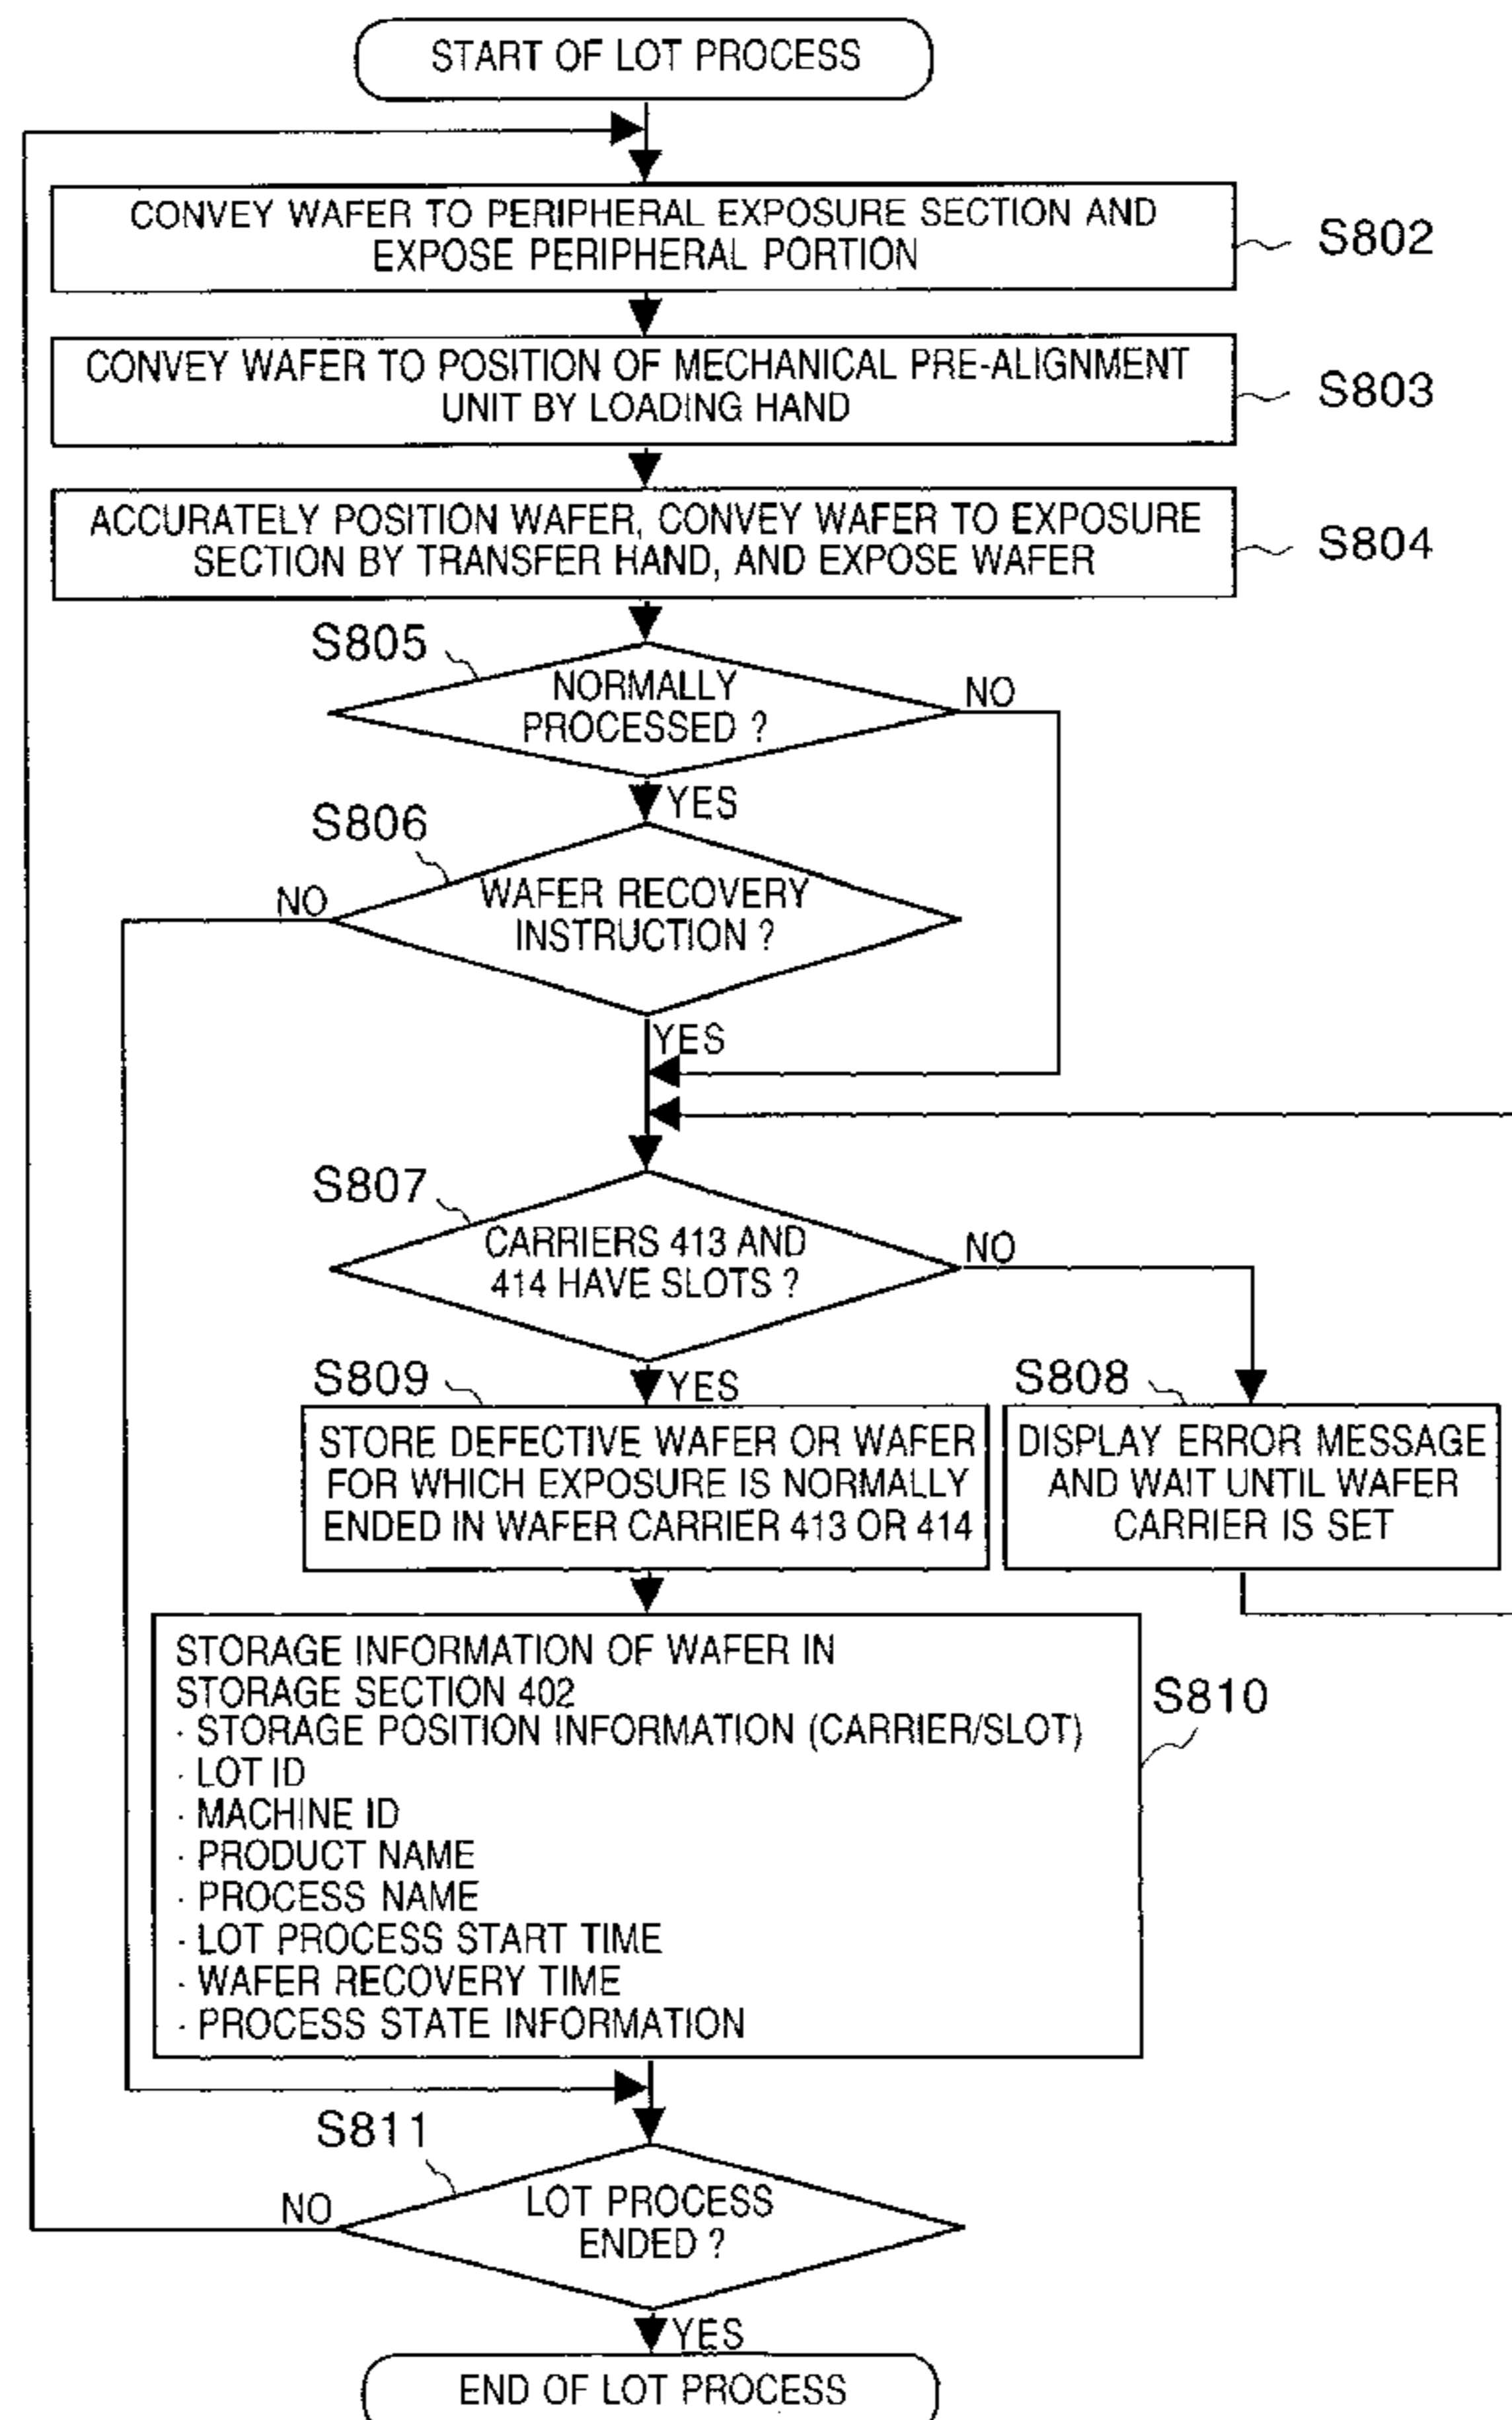 START OF LOT PROCESS
CONVEY WAFER TO PERIPHERAL EXPOSURE SECTION AND
EXPOSE PERIPHERAL PORTION
S802
CONVEY WAFER TO POSITION OF MECHANICAL PRE-ALIGNMENT
UNIT BY LOADING HAND
S803
ACCURATELY POSITION WAFER, CONVEY WAFER TO EXPOSURE
SECTION BY TRANSFER HAND, AND EXPOSE WAFER
S804
S805
NORMALLY
PROCESSED ?
NO
YES
S806
WAFER RECOVERY
INSTRUCTION ?
NO
YES
S807
CARRIERS 413 AND
414 HAVE SLOTS ?
NO
YES
S809
STORE DEFECTIVE WAFER OR WAFER
FOR WHICH EXPOSURE IS NORMALLY
ENDED IN WAFER CARRIER 413 OR 414
S808
DISPLAY ERROR MESSAGE
AND WAIT UNTIL WAFER
CARRIER IS SET
STORAGE INFORMATION OF WAFER IN
STORAGE SECTION 402
· STORAGE POSITION INFORMATION (CARRIER/SLOT)
· LOT ID
· MACHINE ID
· PRODUCT NAME
· PROCESS NAME
· LOT PROCESS START TIME
· WAFER RECOVERY TIME
· PROCESS STATE INFORMATION
S810
S811
LOT PROCESS
ENDED ?
NO
YES
END OF LOT PROCESS